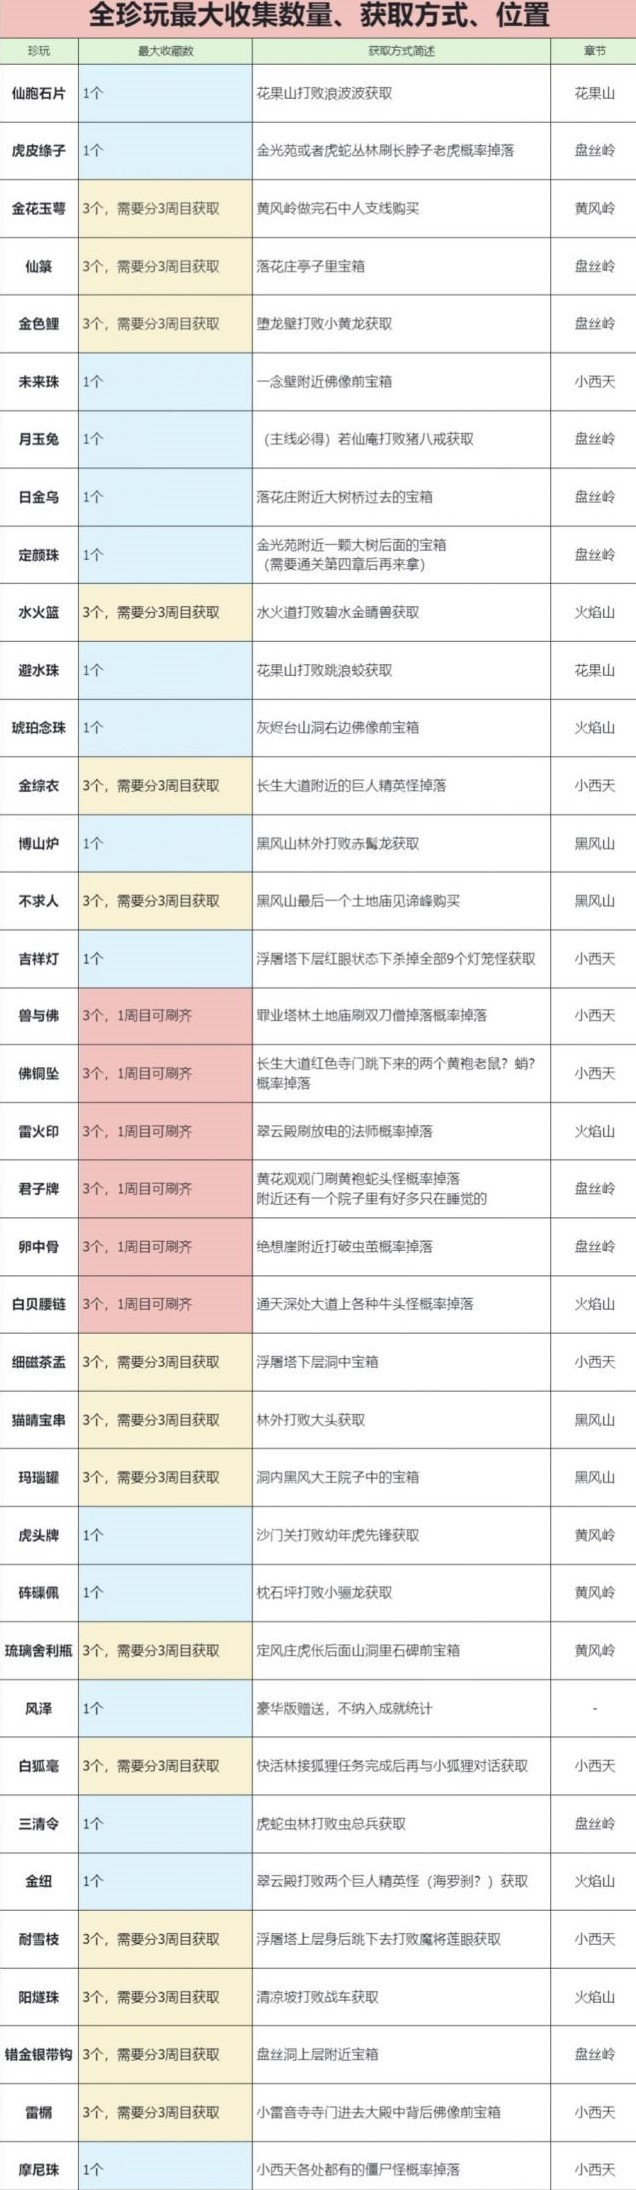 全珍玩最大收集数量、获取方式、位置
珍玩 最大收藏数 获取方式简述 章节
仙胞石片 1个 花果山打败浪波波获取 花果山
虎皮绦子 1个 金光苑或者虎蛇丛林刷长脖子老虎概率掉落 盘丝岭
金花玉萼 3个，需要分3周目获取 黄风岭做完石中人支线购买 黄风岭
仙箓 3个，需要分3周目获取 落花庄亭子里宝箱 盘丝岭
金色鲤 3个，需要分3周目获取 堕龙壁打败小黄龙获取 盘丝岭
未来珠 1个 一念壁附近佛像前宝箱 小西天
月玉兔 1个 （主线必得）若仙庵打败猪八戒获取 盘丝岭
日金乌 1个 落花庄附近大树桥过去的宝箱 盘丝岭
定颜珠 1个 金光苑附近一颗大树后面的宝箱
（需要通关第四章后再来拿） 盘丝岭
水火篮 3个，需要分3周目获取 水火道打败碧水金睛兽获取 火焰山
避水珠 1个 花果山打败跳浪蛟获取 花果山
琥珀念珠 1个 灰烬台山洞右边佛像前宝箱 火焰山
金综衣 3个，需要分3周目获取 长生大道附近的巨人精英怪掉落 小西天
博山炉 1个 黑风山林外打败赤髯龙获取 黑风山
不求人 3个，需要分3周目获取 黑风山最后一个土地庙见谛峰购买 黑风山
吉祥灯 1个 浮屠塔下层红眼状态下杀掉全部9个灯笼怪获取 小西天
兽与佛 3个，1周目可刷齐 罪业塔林土地庙刷双刀僧掉落概率掉落 小西天
佛铜坠 3个，1周目可刷齐 长生大道红色寺门跳下来的两个黄袍老鼠？蛸？
概率掉落 小西天
雷火印 3个，1周目可刷齐 翠云殿刷放电的法师概率掉落 火焰山
君子牌 3个，1周目可刷齐 黄花观观门刷黄袍蛇头怪概率掉落
附近还有一个院子里有好多只在睡觉的 盘丝岭
卵中骨 3个，1周目可刷齐 绝想崖附近打破虫茧概率掉落 盘丝岭
白贝腰链 3个，1周目可刷齐 通天深处大道上各种牛头怪概率掉落 火焰山
细磁茶盂 3个，需要分3周目获取 浮屠塔下层洞中宝箱 小西天
猫睛宝串 3个，需要分3周目获取 林外打败大头获取 黑风山
玛瑙罐 3个，需要分3周目获取 洞内黑风大王院子中的宝箱 黑风山
虎头牌 1个 沙门关打败幼年虎先锋获取 黄风岭
砗磲佩 1个 枕石坪打败小骊龙获取 黄风岭
琉璃舍利瓶 3个，需要分3周目获取 定风庄虎伥后面山洞里石碑前宝箱 黄风岭
风泽 1个 豪华版赠送，不纳入成就统计 -
白狐毫 3个，需要分3周目获取 快活林接狐狸任务完成后再与小狐狸对话获取 小西天
三清令 1个 虎蛇虫林打败虫总兵获取 盘丝岭
金纽 1个 翠云殿打败两个巨人精英怪（海罗刹？）获取 火焰山
耐雪枝 3个，需要分3周目获取 浮屠塔上层身后跳下去打败魔将莲眼获取 小西天
阳燧珠 3个，需要分3周目获取 清凉坡打败战车获取 火焰山
错金银带钩 3个，需要分3周目获取 盘丝洞上层附近宝箱 盘丝岭
雷榍 3个，需要分3周目获取 小雷音寺寺门进去大殿中背后佛像前宝箱 小西天
摩尼珠 1个 小西天各处都有的僵尸怪概率掉落 小西天